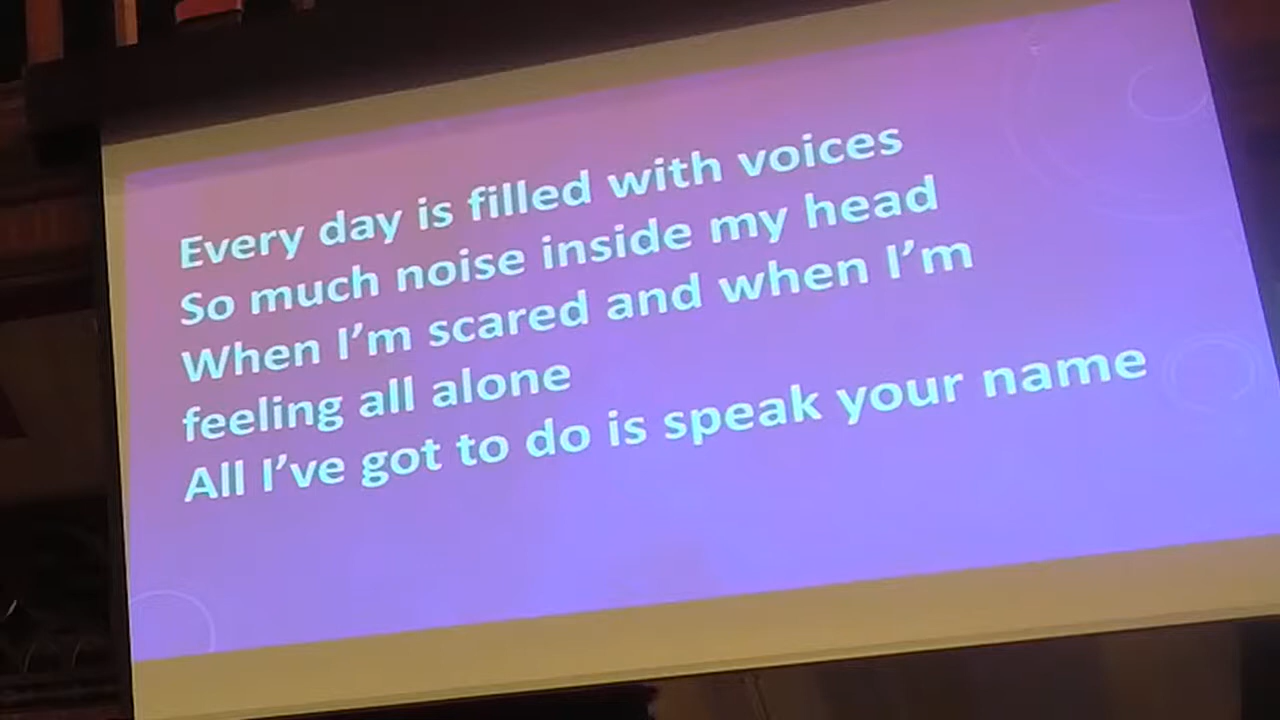 Every day is filled with voices
So much noise inside my head
When I’m scared and when I’m
feeling all alone
All I’ve got to do is speak your name